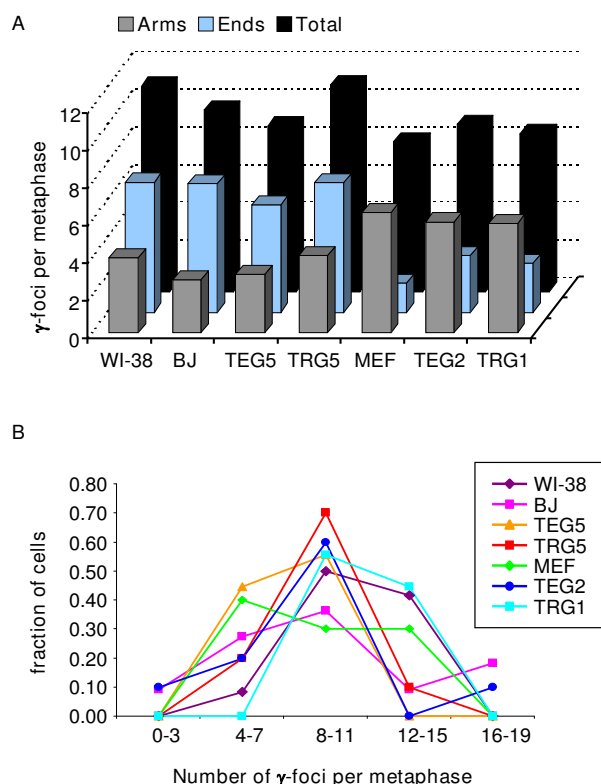 A
Arms Ends Total
γ-foci per metaphase
12
10
8
6
4
2
0
WI-38 BJ TEG5 TRG5 MEF TEG2 TRG1
B
fraction of cells
0.80
0.70
0.60
0.50
0.40
0.30
0.20
0.10
0.00
0-3 4-7 8-11 12-15 16-19
Number of γ-foci per metaphase
WI-38
BJ
TEG5
TRG5
MEF
TEG2
TRG1